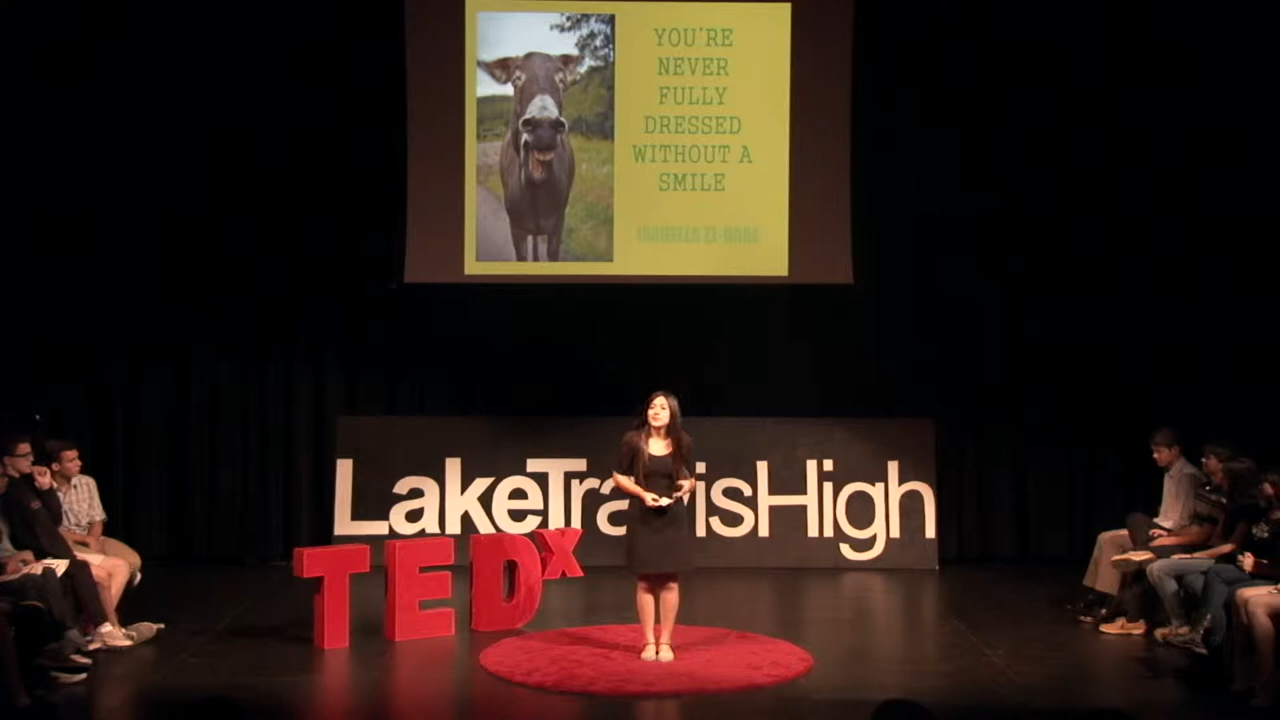 YOU'RE
NEVER
FULLY
DRESSED
WITHOUT A
SMILE
LakeTravisHigh
TEDx